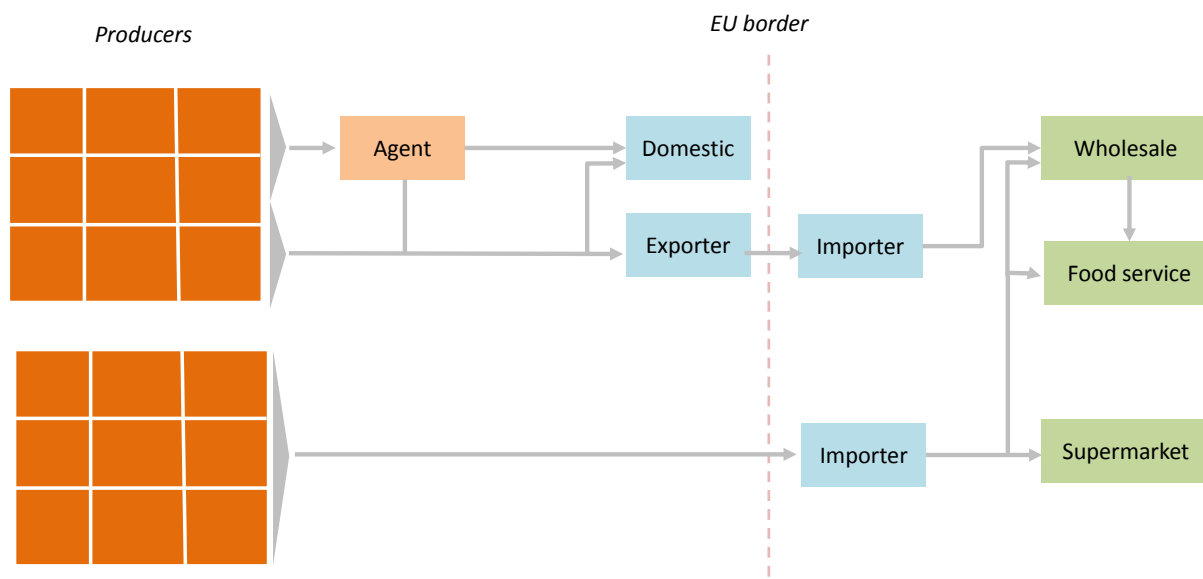 Producers
EU border
Agent
Domestic
Wholesale
Exporter
Importer
Food service
Importer
Supermarket